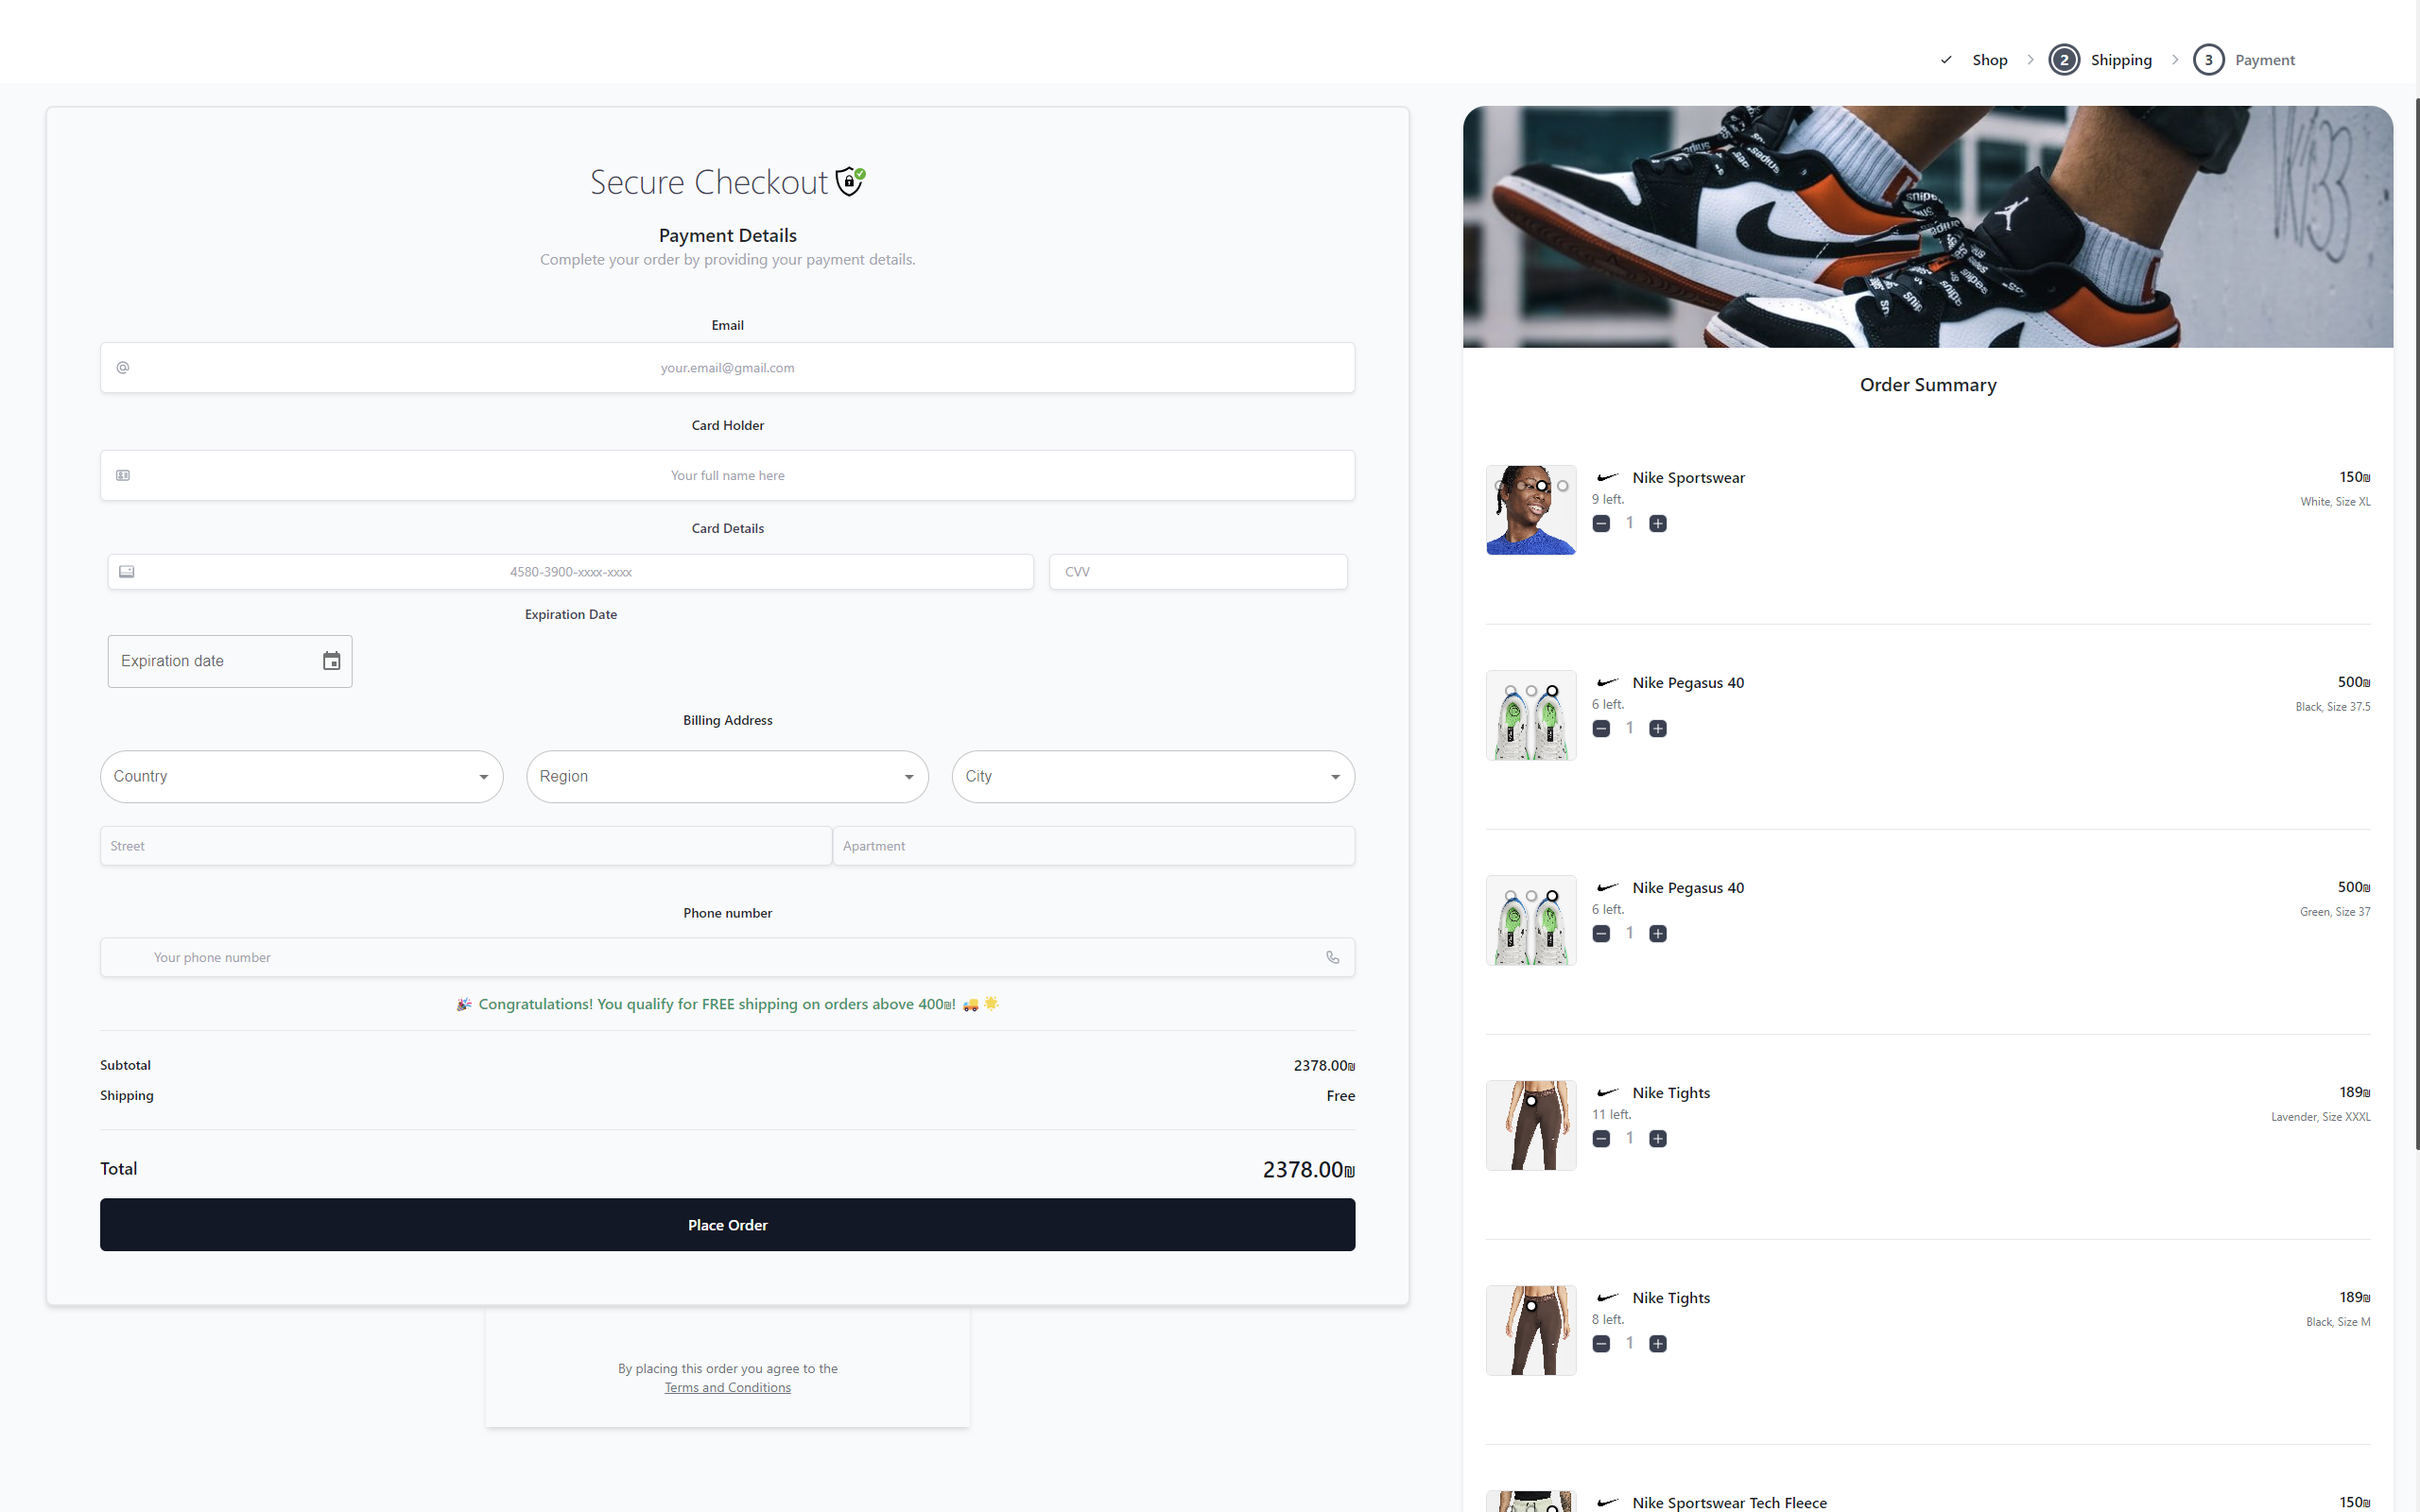 Shop
2
Shipping
3
Payment
Secure Checkout
Payment Details
Complete your order by providing your payment details.
Email
your.email@gmail.com
Card Holder
Your full name here
Card Details
4580-3900-xxxx-xxxx
CVV
Expiration Date
Expiration date
Billing Address
Country
Region
City
Street
Apartment
Phone number
Your phone number
🎉 Congratulations! You qualify for FREE shipping on orders above 400₪! 🚚 🌟
Subtotal 2378.00₪
Shipping Free
Total 2378.00₪
Place Order
By placing this order you agree to the
Terms and Conditions
Order Summary
Nike Sportswear 150₪
9 left. White, Size XL
1
Nike Pegasus 40 500₪
6 left. Black, Size 37.5
1
Nike Pegasus 40 500₪
6 left. Green, Size 37
1
Nike Tights 189₪
11 left. Lavender, Size XXXL
1
Nike Tights 189₪
8 left. Black, Size M
1
Nike Sportswear Tech Fleece 150₪